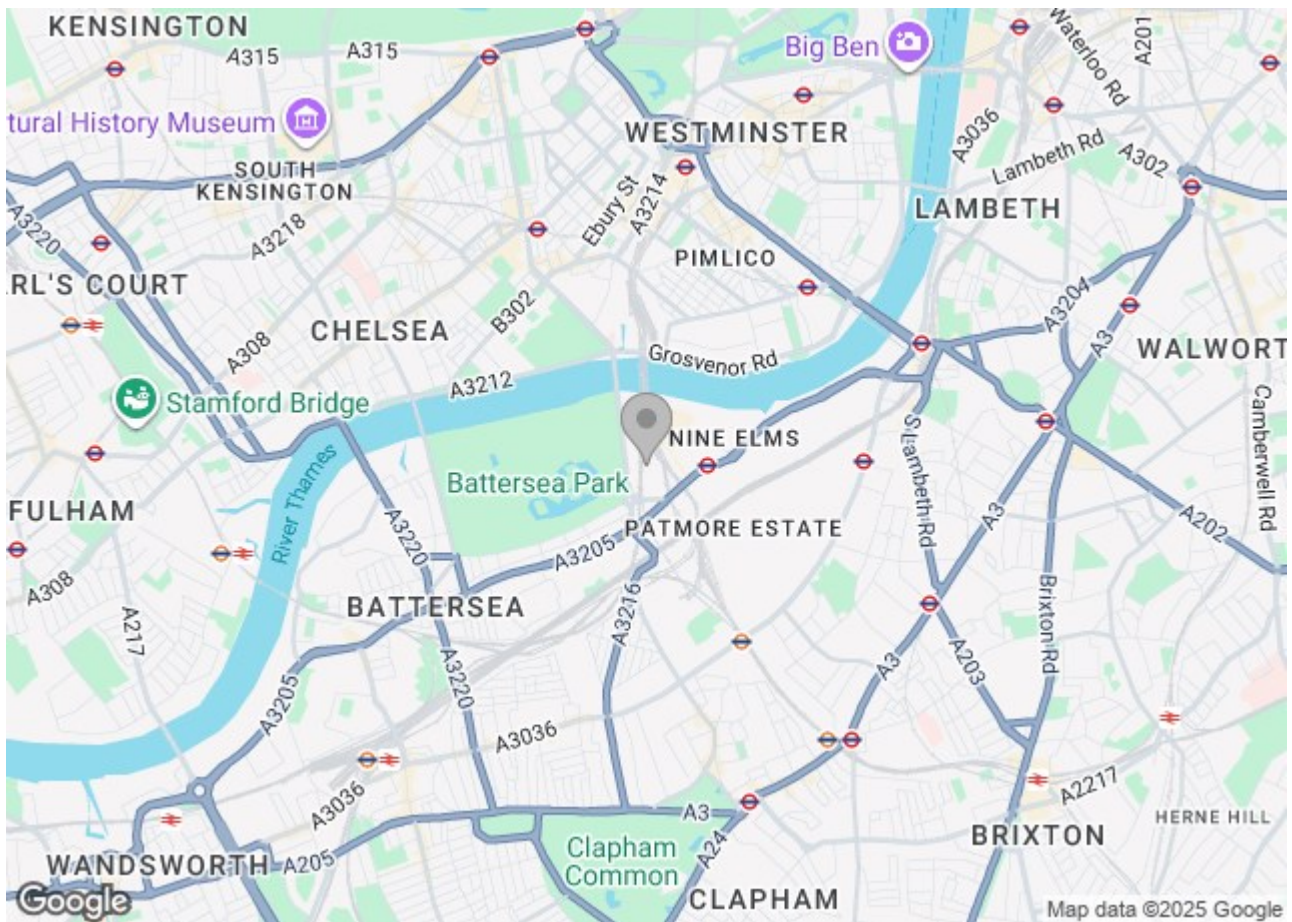 KENSINGTON
A315
A315
Big Ben
Waterloo Rd
A201
tural History Museum
WESTMINSTER
A3036
Lambeth Rd
A302
SOUTH
KENSINGTON
Ebury St
A3214
LAMBETH
A3220
A3218
PIMLICO
ARL'S COURT
B302
A3204
CHELSEA
A308
Grosvenor Rd
A3
WALWORT
A3212
Stamford Bridge
Camberwell Rd
NINE ELMS
S Lambeth Rd
Battersea Park
River Thames
FULHAM
PATMORE ESTATE
A3
A202
A3220
A3205
A308
A3216
Brixton Rd
BATTERSEA
A217
A3220
A3
A203
A3205
A3036
A3036
A2217
A3
HERNE HILL
BRIXTON
Clapham
Common
A24
WANDSWORTH
A205
CLAPHAM
Google
Map data ©2025 Google